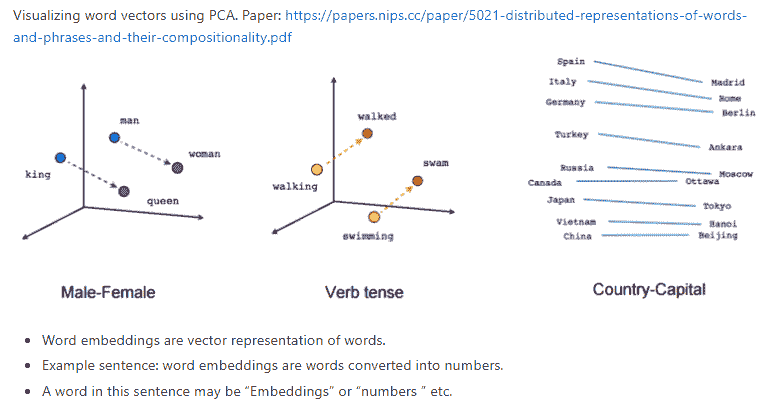 Visualizing word vectors using PCA. Paper: https://papers.nips.cc/paper/5021-distributed-representations-of-words-
and-phrases-and-their-compositionality.pdf
man
woman
king
queen
Male-Female
walked
swam
walking
swimming
Verb tense
Spain
Madrid
Italy
Rome
Germany
Berlin
Turkey
Ankara
Russia
Moscow
Canada
Ottawa
Japan
Tokyo
Vietnam
Hanoi
China
Beijing
Country-Capital
• Word embeddings are vector representation of words.
• Example sentence: word embeddings are words converted into numbers.
• A word in this sentence may be “Embeddings” or “numbers ” etc.